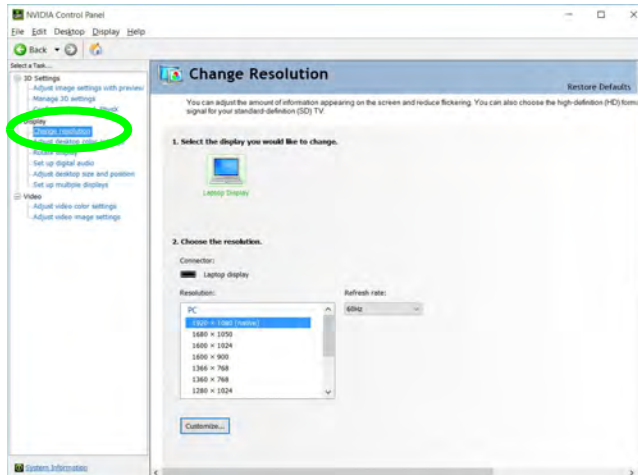 NVIDIA Control Panel
File Edit Desktop Display Help
Back
Select a Task...
3D Settings
Adjust image settings with preview
Manage 3D settings
Display
Change resolution
Adjust desktop color
Rotate display
Set up digital audio
Adjust desktop size and position
Set up multiple displays
Video
Adjust video color settings
Adjust video image settings
System Information
Change Resolution
Restore Defaults
You can adjust the amount of information appearing on the screen and reduce flickering. You can also choose the high-definition (HD) form
signal for your standard-definition (SD) TV.
1. Select the display you would like to change.
Laptop Display
2. Choose the resolution.
Connector:
Laptop display
Resolution:
Refresh rate:
PC
60Hz
1920 × 1080 (native)
1680 × 1050
1600 × 1024
1600 × 900
1366 × 768
1360 × 768
1280 × 1024
Customize...